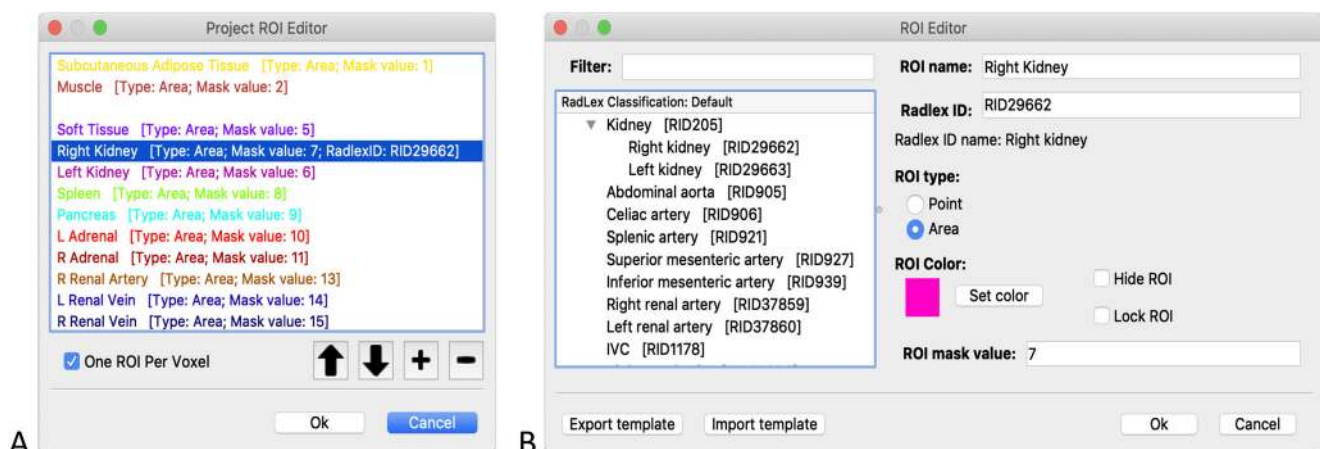 Project ROI Editor
Subcutaneous Adipose Tissue [Type: Area; Mask value: 1]
Muscle [Type: Area; Mask value: 2]
Soft Tissue [Type: Area; Mask value: 5]
Right Kidney [Type: Area; Mask value: 7; RadlexID: RID29662]
Left Kidney [Type: Area; Mask value: 6]
Spleen [Type: Area; Mask value: 8]
Pancreas [Type: Area; Mask value: 9]
L Adrenal [Type: Area; Mask value: 10]
R Adrenal [Type: Area; Mask value: 11]
R Renal Artery [Type: Area; Mask value: 13]
L Renal Vein [Type: Area; Mask value: 14]
R Renal Vein [Type: Area; Mask value: 15]
One ROI Per Voxel
Ok
Cancel
A
ROI Editor
Filter:
RadLex Classification: Default
Kidney [RID205]
Right kidney [RID29662]
Left kidney [RID29663]
Abdominal aorta [RID905]
Celiac artery [RID906]
Splenic artery [RID921]
Superior mesenteric artery [RID927]
Inferior mesenteric artery [RID939]
Right renal artery [RID37859]
Left renal artery [RID37860]
IVC [RID1178]
ROI name: Right Kidney
Radlex ID: RID29662
Radlex ID name: Right kidney
ROI type:
Point
Area
ROI Color:
Set color
Hide ROI
Lock ROI
ROI mask value: 7
Export template
Import template
Ok
Cancel
B